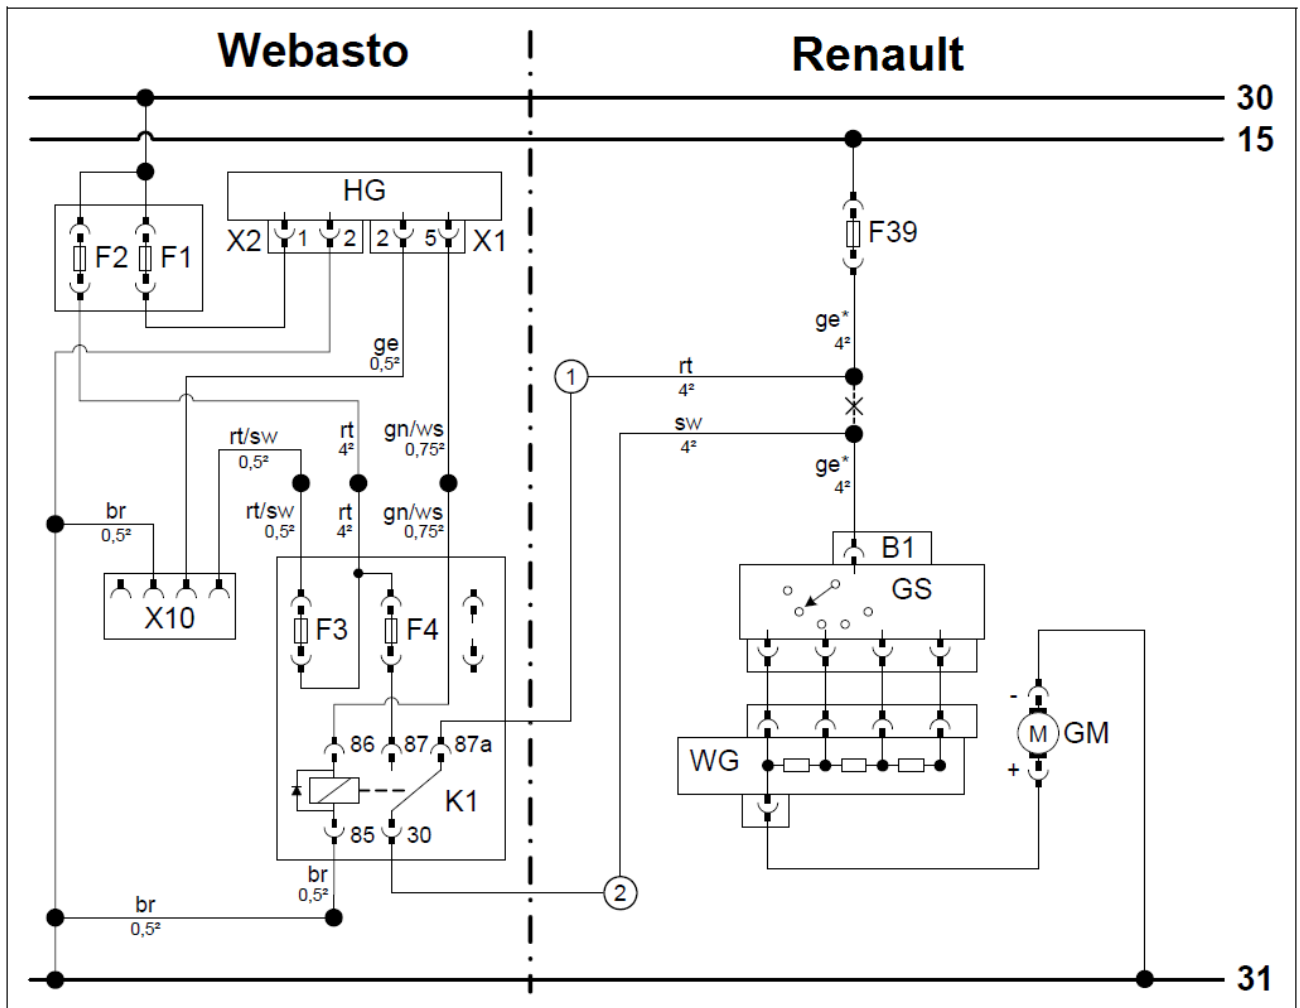 Webasto
Renault
30
15
HG
X2
1
2
2
5
X1
F2
F1
F39
ge
0,5²
ge*
4²
1
rt
4²
sw
4²
rt/sw
0,5²
rt
4²
gn/ws
0,75²
ge*
4²
br
0,5²
rt/sw
0,5²
rt
4²
gn/ws
0,75²
B1
GS
X10
F3
F4
-
M
GM
+
86
87
87a
WG
K1
85
30
br
0,5²
2
br
0,5²
31